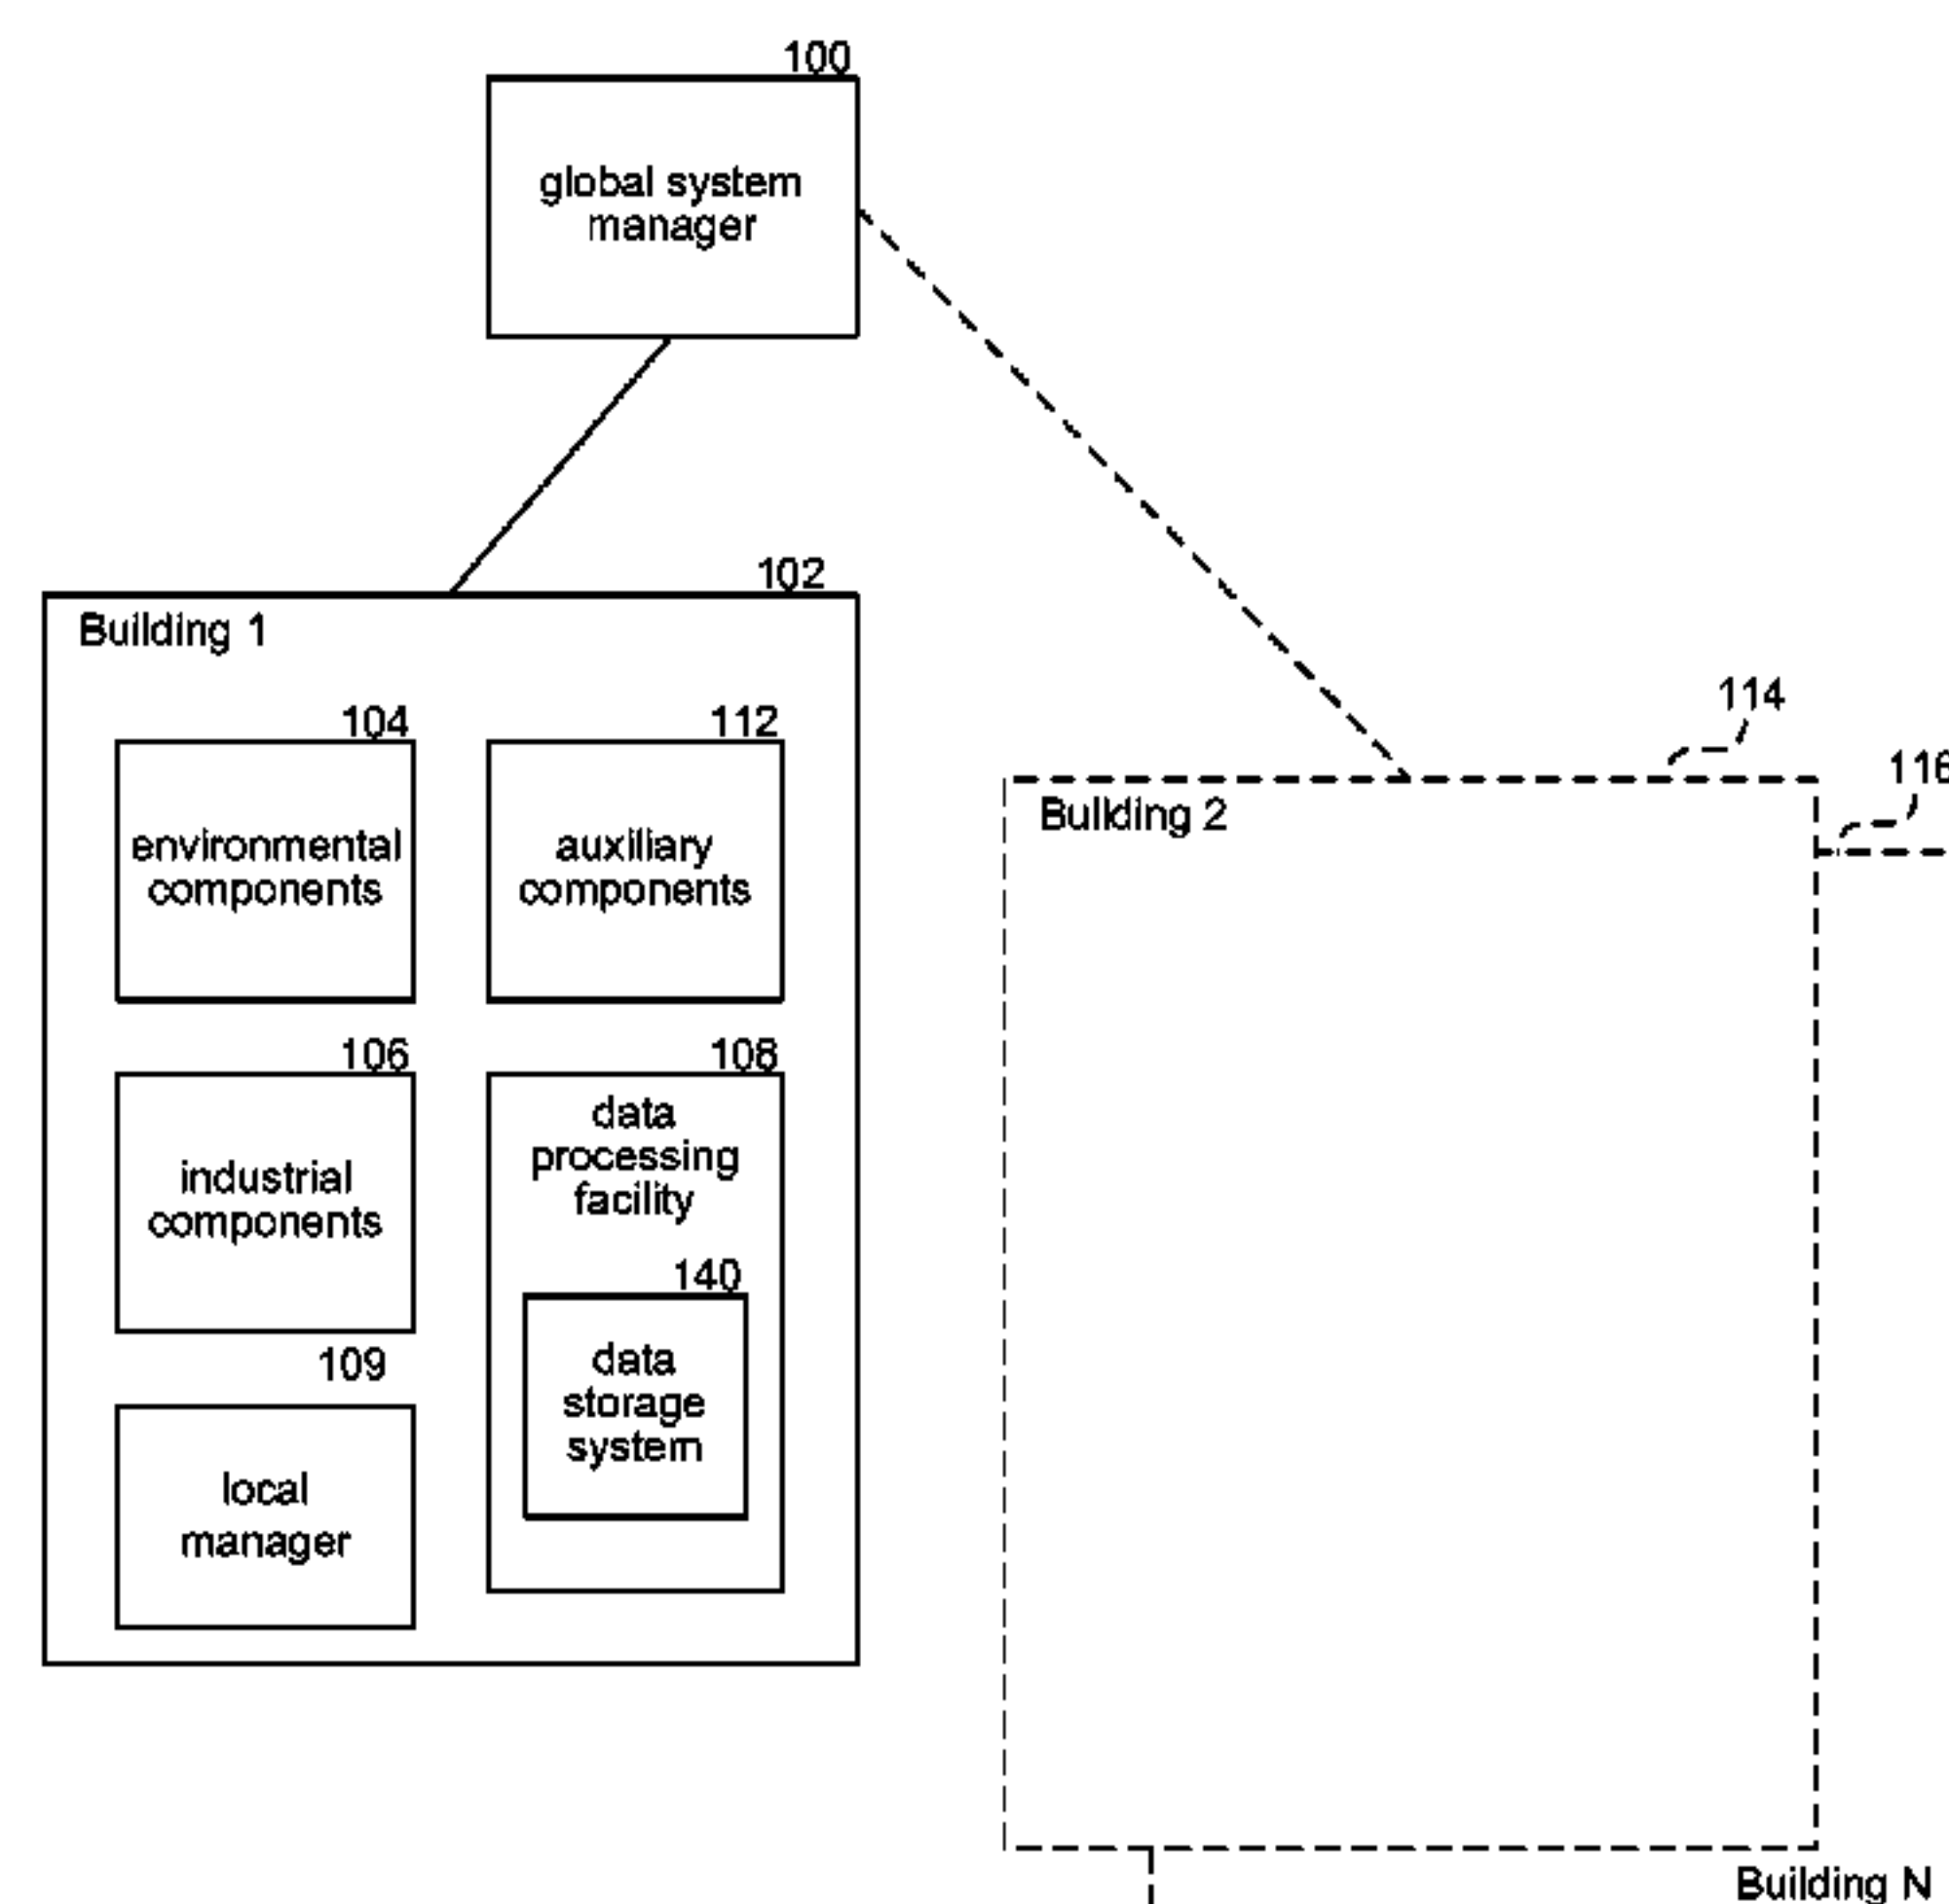 100
global system
manager
102
Building 1
104
environmental
components
112
auxiliary
components
106
industrial
components
108
data
processing
facility
140
data
storage
system
109
local
manager
114
116
Building 2
Building N